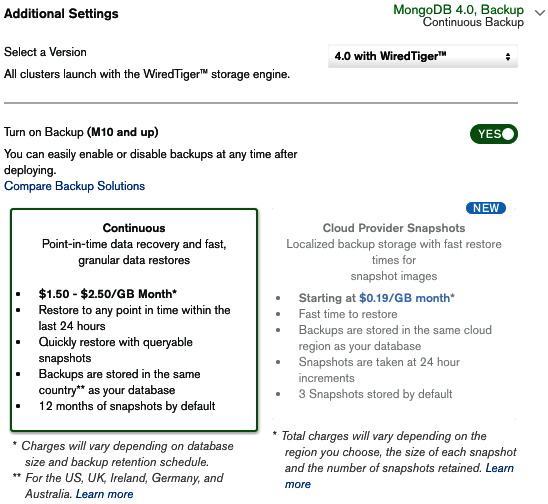 Additional Settings
MongoDB 4.0, Backup
Continuous Backup
Select a Version
4.0 with WiredTiger™
All clusters launch with the WiredTiger™ storage engine.
Turn on Backup (M10 and up)
YES
You can easily enable or disable backups at any time after
deploying.
Compare Backup Solutions
Continuous
Point-in-time data recovery and fast,
granular data restores
• $1.50 - $2.50/GB Month*
• Restore to any point in time within the
last 24 hours
• Quickly restore with queryable
snapshots
• Backups are stored in the same
country** as your database
• 12 months of snapshots by default
* Charges will vary depending on database
size and backup retention schedule.
** For the US, UK, Ireland, Germany, and
Australia. Learn more
NEW
Cloud Provider Snapshots
Localized backup storage with fast restore
times for
snapshot images
• Starting at $0.19/GB month*
• Fast time to restore
• Backups are stored in the same cloud
region as your database
• Snapshots are taken at 24 hour
increments
• 3 Snapshots stored by default
* Total charges will vary depending on the
region you choose, the size of each snapshot
and the number of snapshots retained. Learn
more